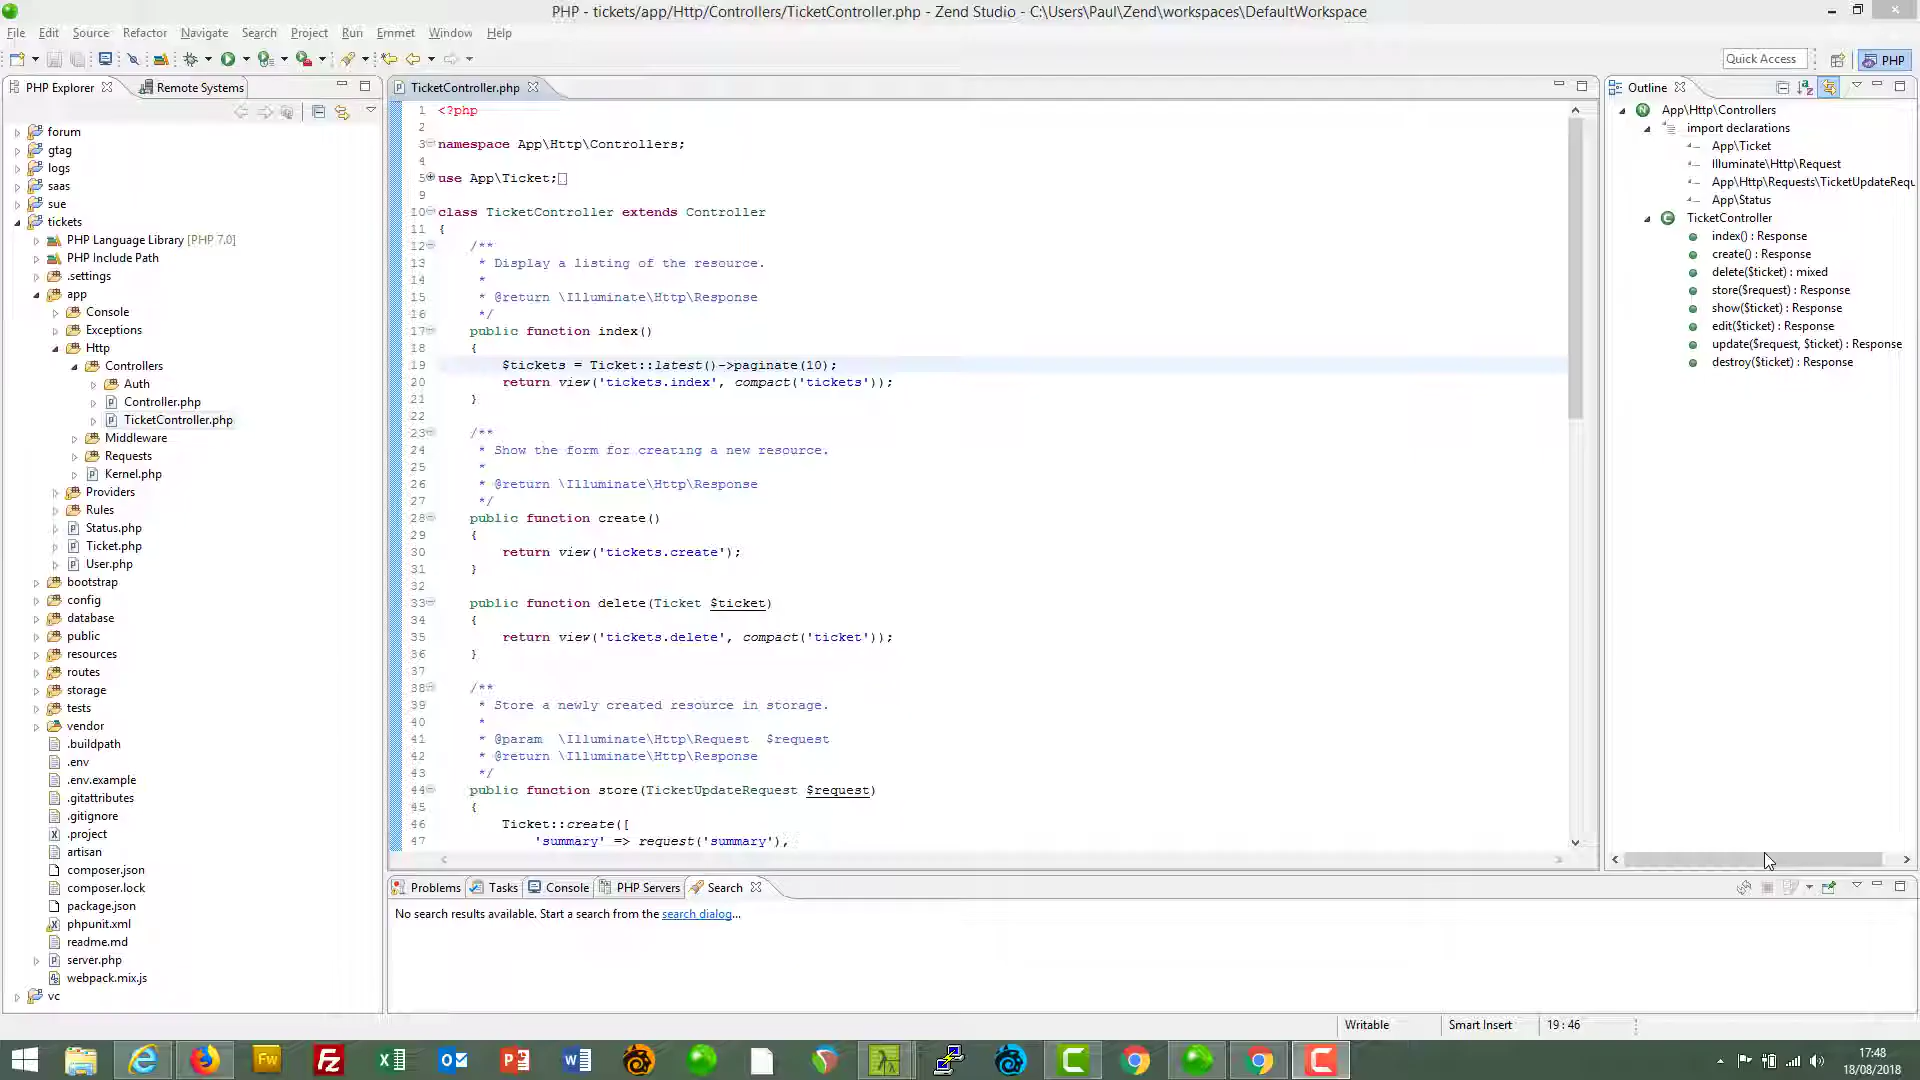 PHP - tickets/app/Http/Controllers/TicketController.php - Zend Studio - C:\Users\Paul\Zend\workspaces\DefaultWorkspace
File Edit Source Refactor Navigate Search Project Run Emmet Window Help
Quick Access
PHP
PHP Explorer
Remote Systems
forum
gtag
logs
saas
sue
tickets
PHP Language Library [PHP 7.0]
PHP Include Path
.settings
app
Console
Exceptions
Http
Controllers
Auth
Controller.php
TicketController.php
Middleware
Requests
Kernel.php
Providers
Rules
Status.php
Ticket.php
User.php
bootstrap
config
database
public
resources
routes
storage
tests
vendor
.buildpath
.env
.env.example
.gitattributes
.gitignore
.project
artisan
composer.json
composer.lock
package.json
phpunit.xml
readme.md
server.php
webpack.mix.js
vc
TicketController.php
1 <?php
2
3 namespace App\Http\Controllers;
4
5 use App\Ticket;
9
10 class TicketController extends Controller
11 {
12 /**
13 * Display a listing of the resource.
14 *
15 * @return \Illuminate\Http\Response
16 */
17 public function index()
18 {
19 $tickets = Ticket::latest()->paginate(10);
20 return view('tickets.index', compact('tickets'));
21 }
22
23 /**
24 * Show the form for creating a new resource.
25 *
26 * @return \Illuminate\Http\Response
27 */
28 public function create()
29 {
30 return view('tickets.create');
31 }
32
33 public function delete(Ticket $ticket)
34 {
35 return view('tickets.delete', compact('ticket'));
36 }
37
38 /**
39 * Store a newly created resource in storage.
40 *
41 * @param \Illuminate\Http\Request $request
42 * @return \Illuminate\Http\Response
43 */
44 public function store(TicketUpdateRequest $request)
45 {
46 Ticket::create([
47 'summary' => request('summary'),
Outline
App\Http\Controllers
import declarations
App\Ticket
Illuminate\Http\Request
App\Http\Requests\TicketUpdateRequ
App\Status
TicketController
index() : Response
create() : Response
delete($ticket) : mixed
store($request) : Response
show($ticket) : Response
edit($ticket) : Response
update($request, $ticket) : Response
destroy($ticket) : Response
Problems Tasks Console PHP Servers Search
No search results available. Start a search from the search dialog...
Writable Smart Insert 19 : 46
17:48
18/08/2018